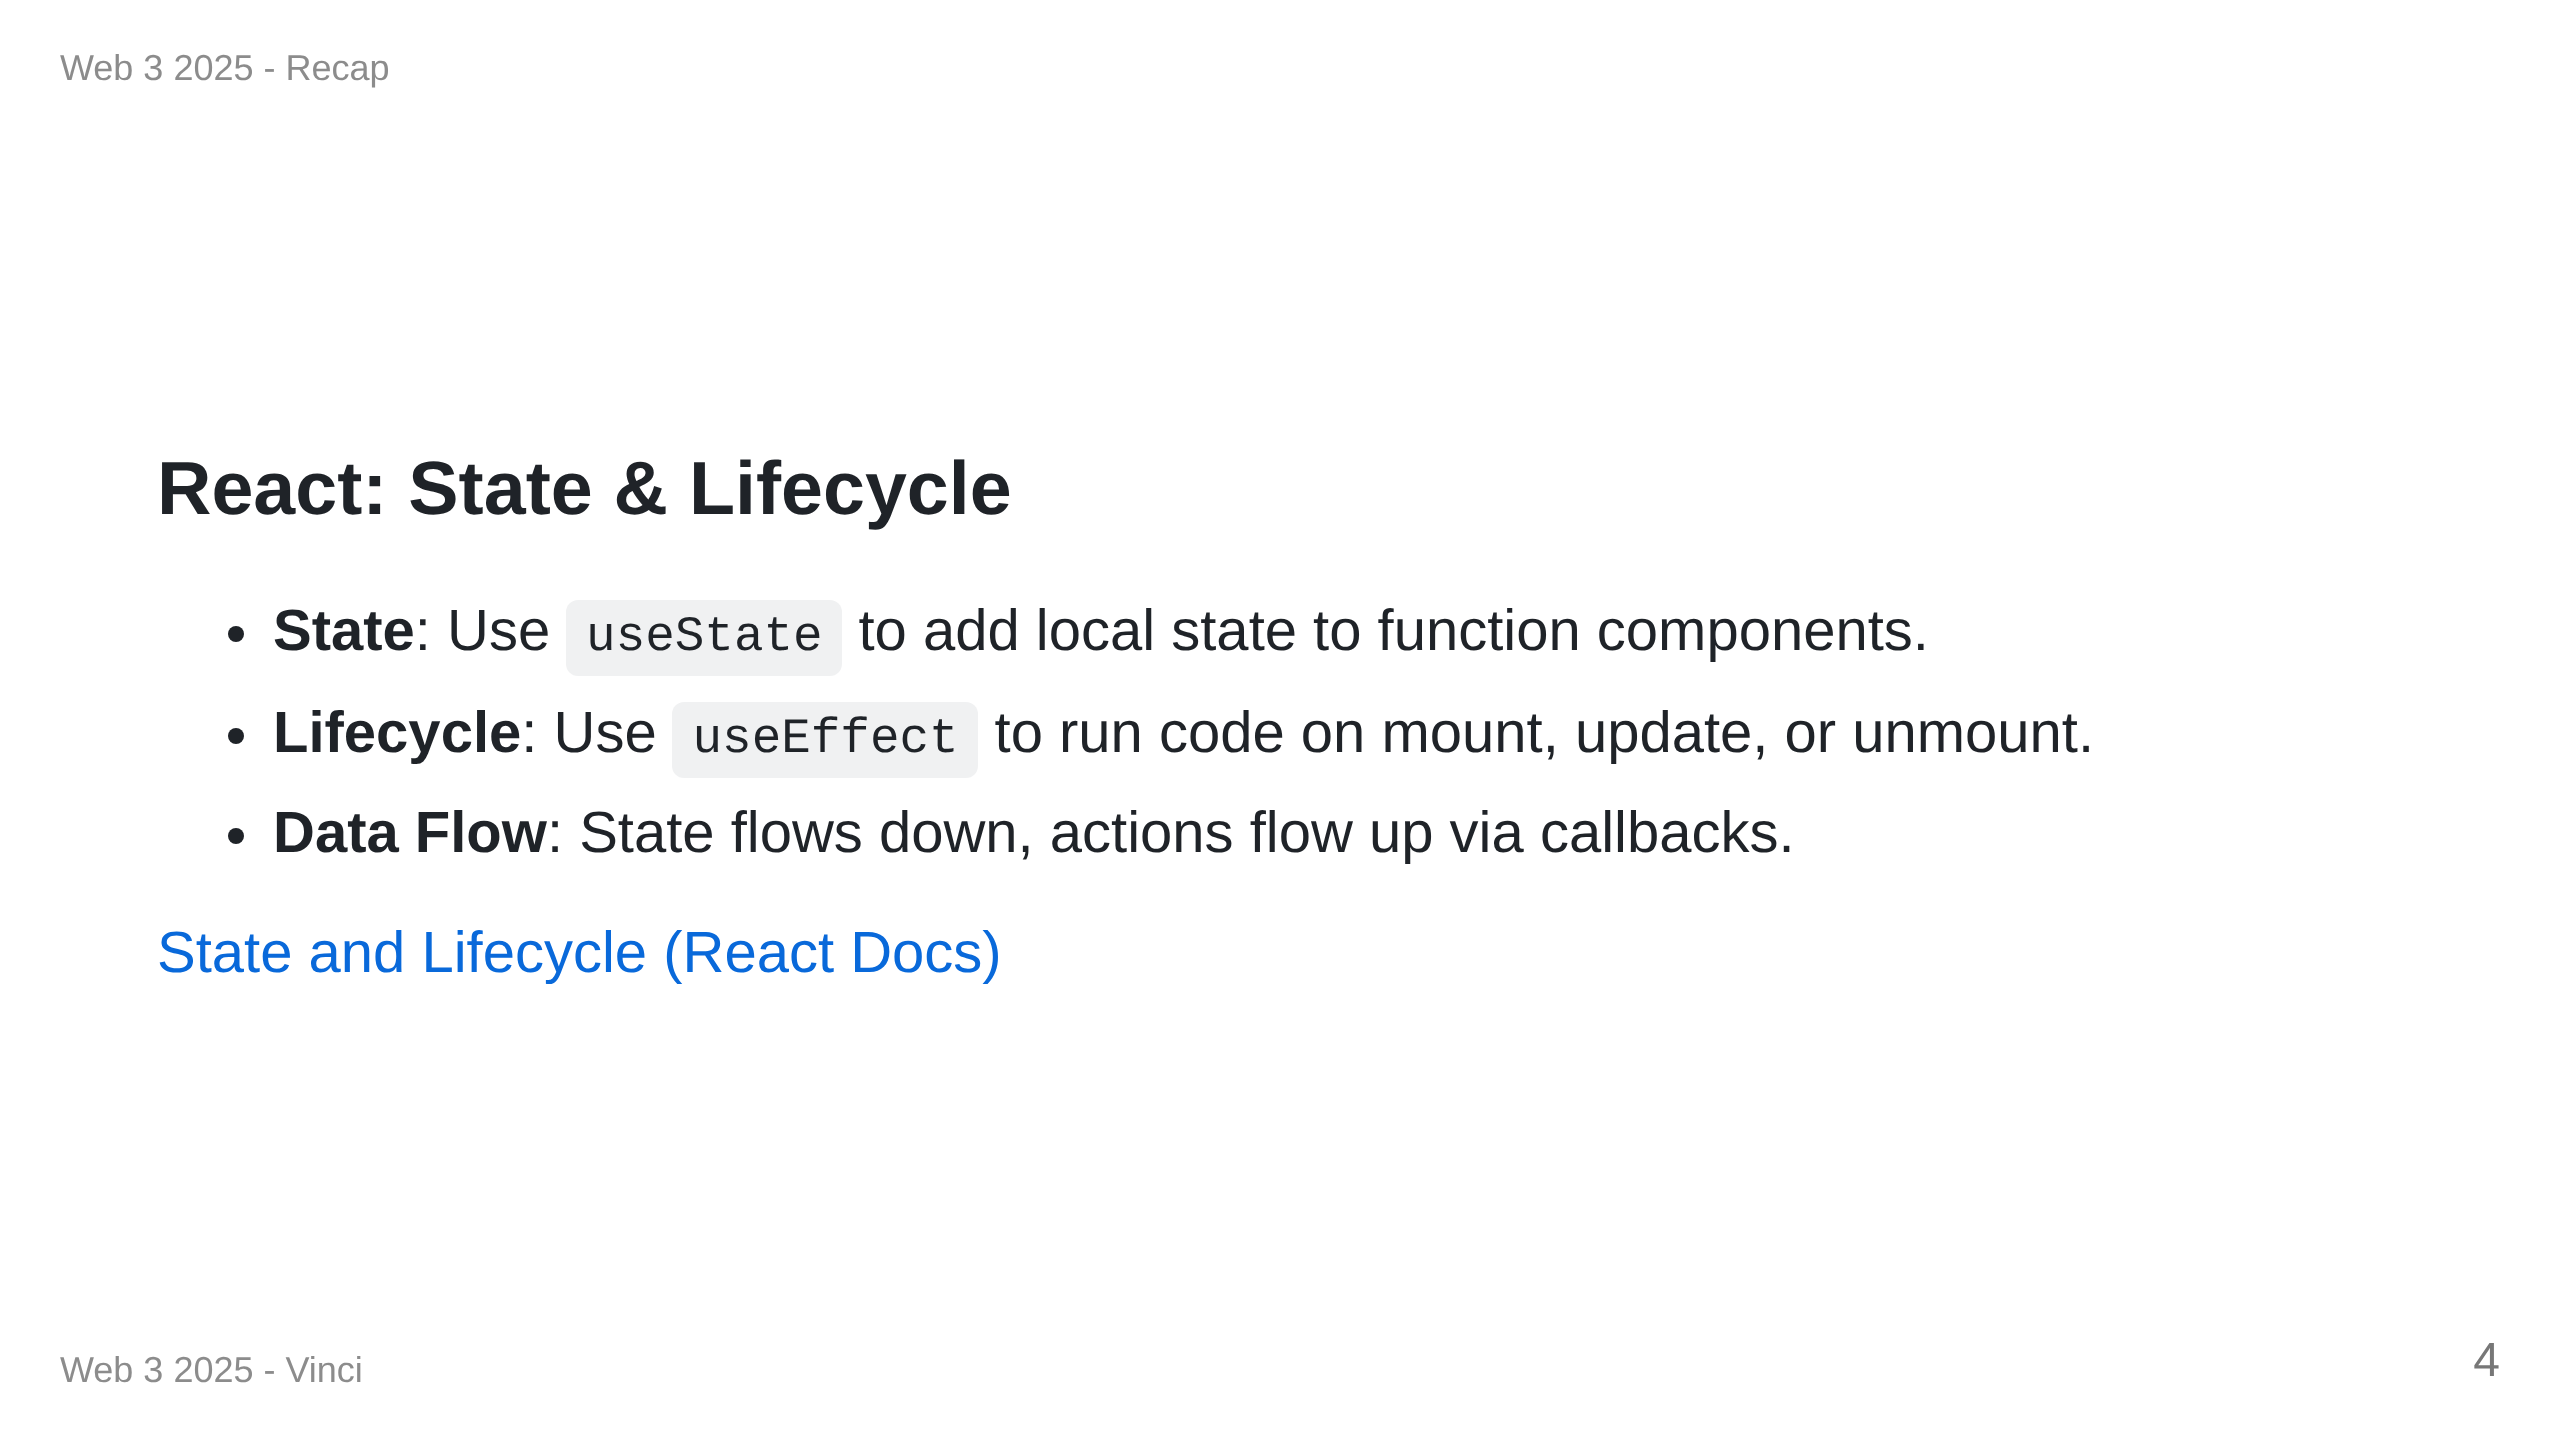 Web 3 2025 - Recap
React: State & Lifecycle
• State: Use useState to add local state to function components.
• Lifecycle: Use useEffect to run code on mount, update, or unmount.
• Data Flow: State flows down, actions flow up via callbacks.
State and Lifecycle (React Docs)
Web 3 2025 - Vinci
4